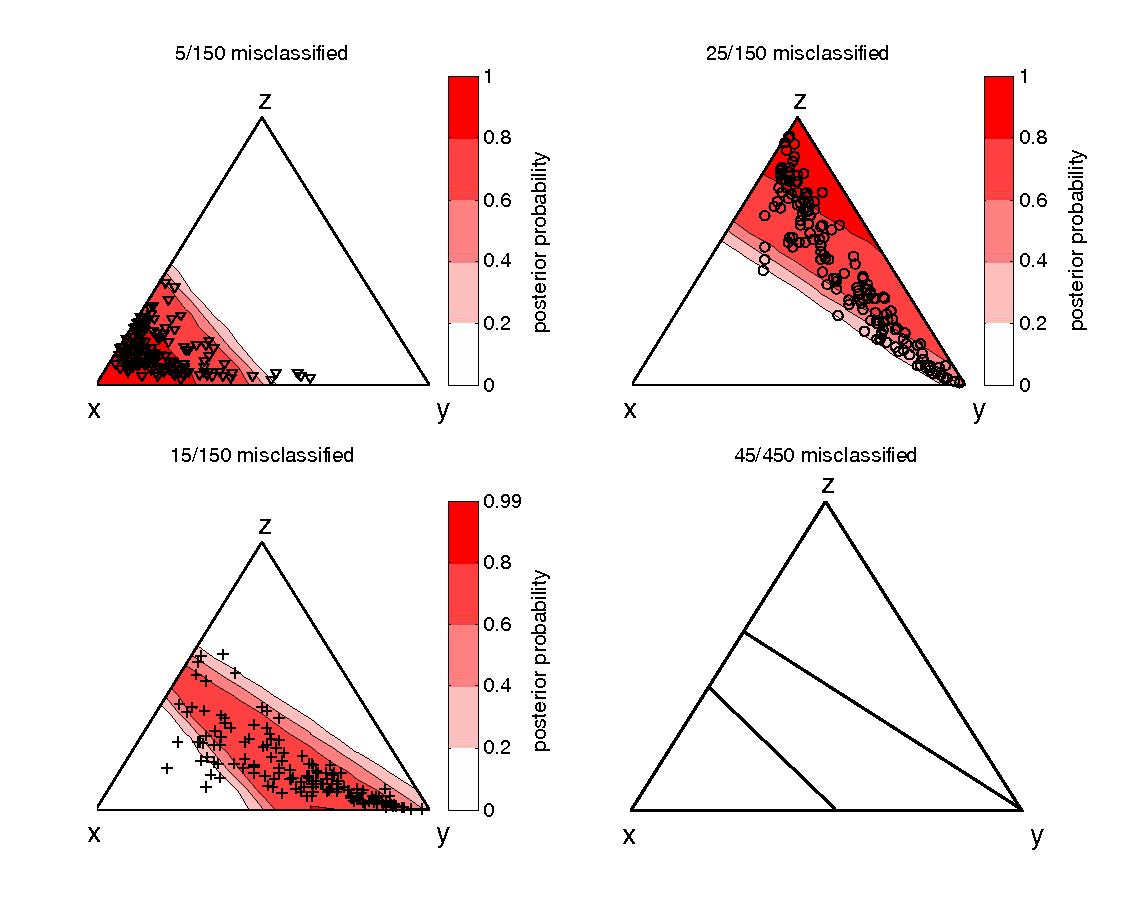 5/150 misclassified
z
x
y
1
0.8
0.6
0.4
0.2
0
posterior probability
25/150 misclassified
z
x
y
1
0.8
0.6
0.4
0.2
0
posterior probability
15/150 misclassified
z
x
y
0.99
0.8
0.6
0.4
0.2
0
posterior probability
45/450 misclassified
z
x
y